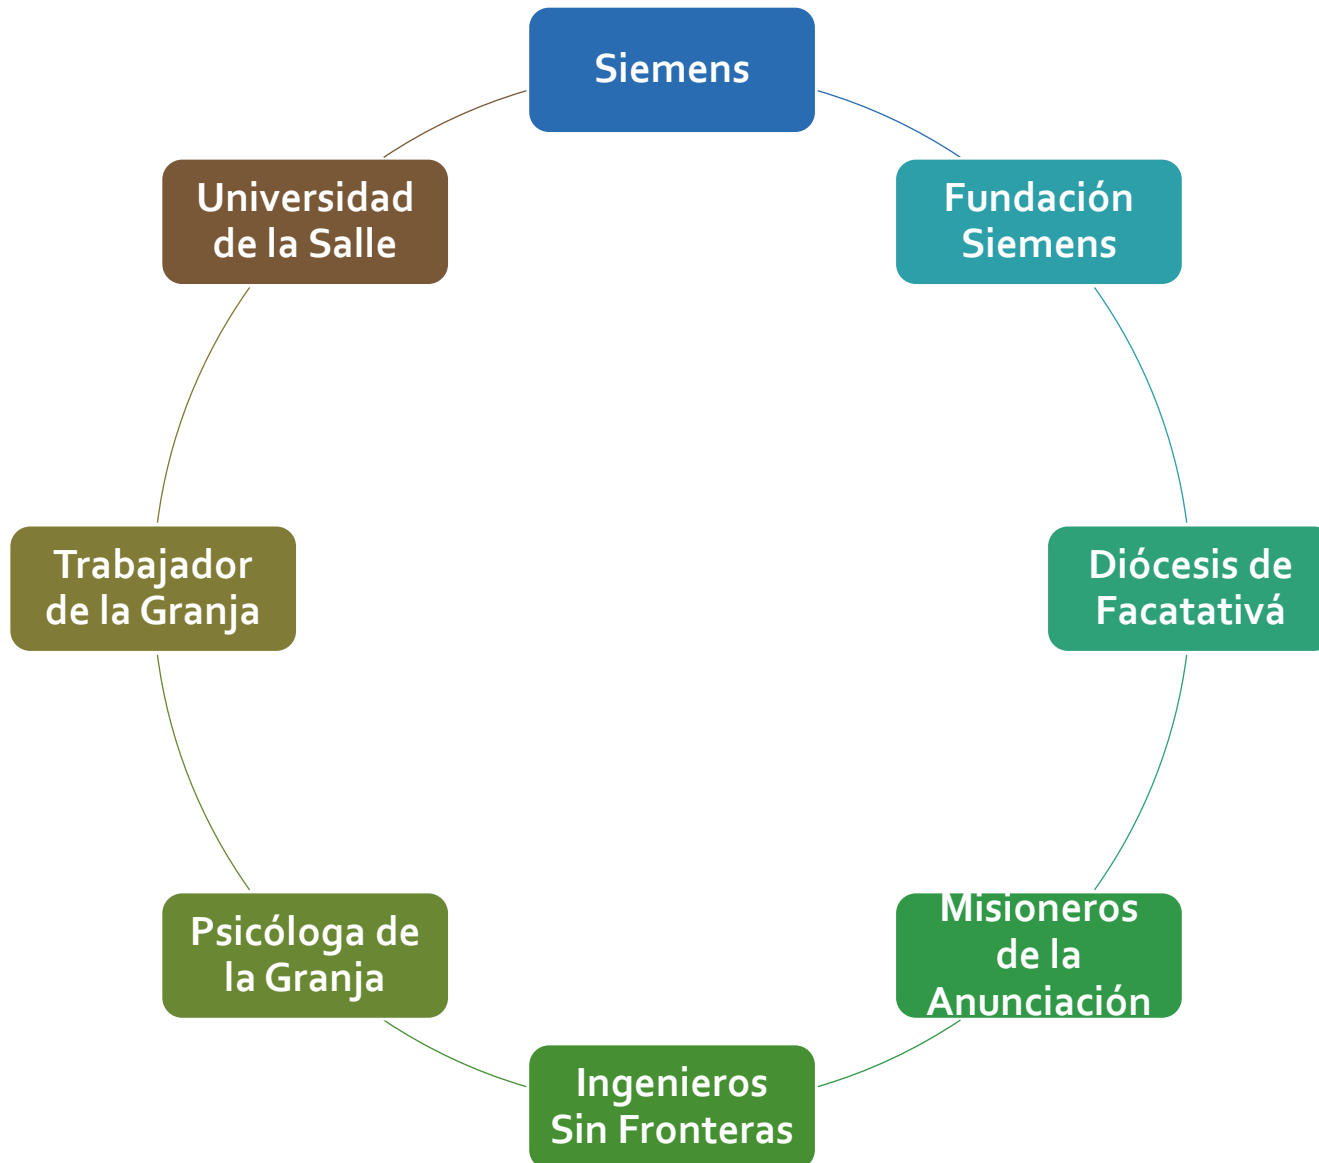 Siemens
Fundación
Siemens
Diócesis de
Facatativá
Misioneros
de la
Anunciación
Ingenieros
Sin Fronteras
Psicóloga de
la Granja
Trabajador
de la Granja
Universidad
de la Salle